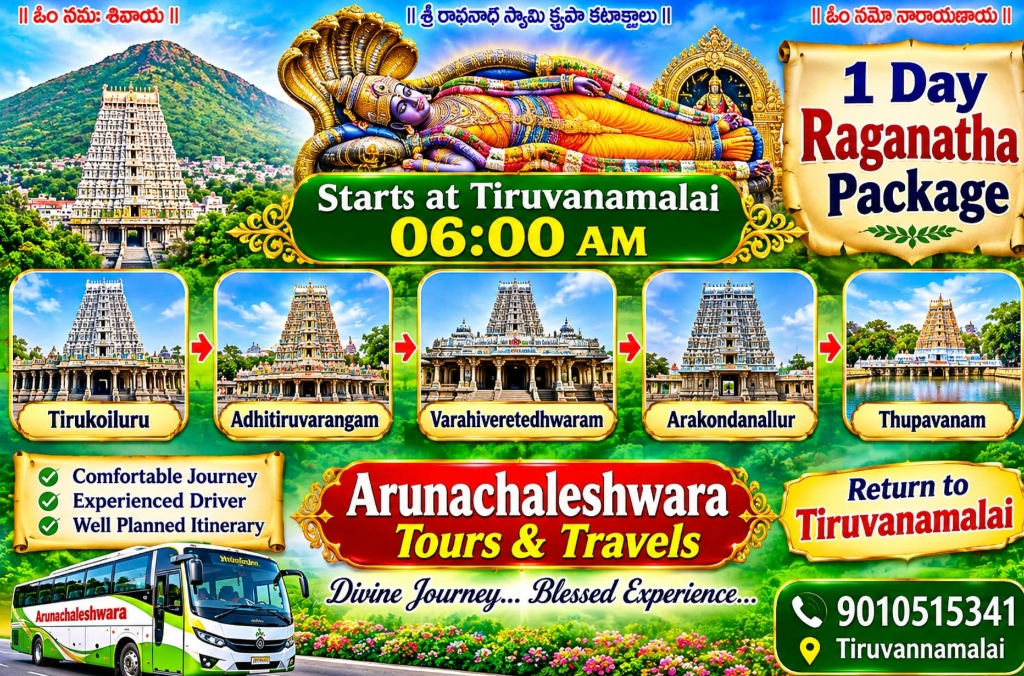 || ఓం నమః శివాయ ||
|| శ్రీ రాఘనాధ స్వామి కృపా కటాక్షాలు ||
|| ఓం నమో నారాయణాయ ||
1 Day
Raganatha
Package
Starts at Tiruvanamalai
06:00 AM
Tirukoiluru
Adhitiruvarangam
Varahiveretedhwaram
Arakondanallur
Thupavanam
Comfortable Journey
Experienced Driver
Well Planned Itinerary
Arunachaleshwara
Tours & Travels
Divine Journey... Blessed Experience...
Return to
Tiruvanamalai
Arunachaleshwara
9010515341
Tiruvannamalai